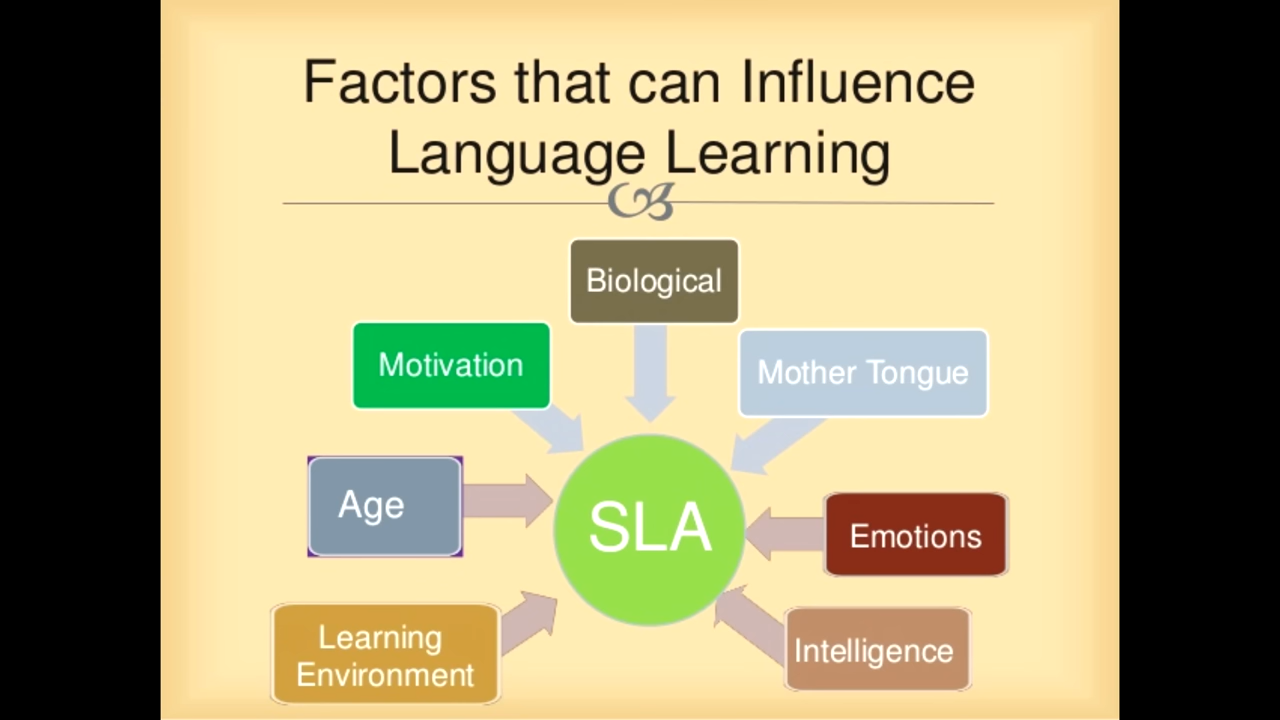 Factors that can Influence
Language Learning
Biological
Motivation
Mother Tongue
Age
SLA
Emotions
Learning
Environment
Intelligence